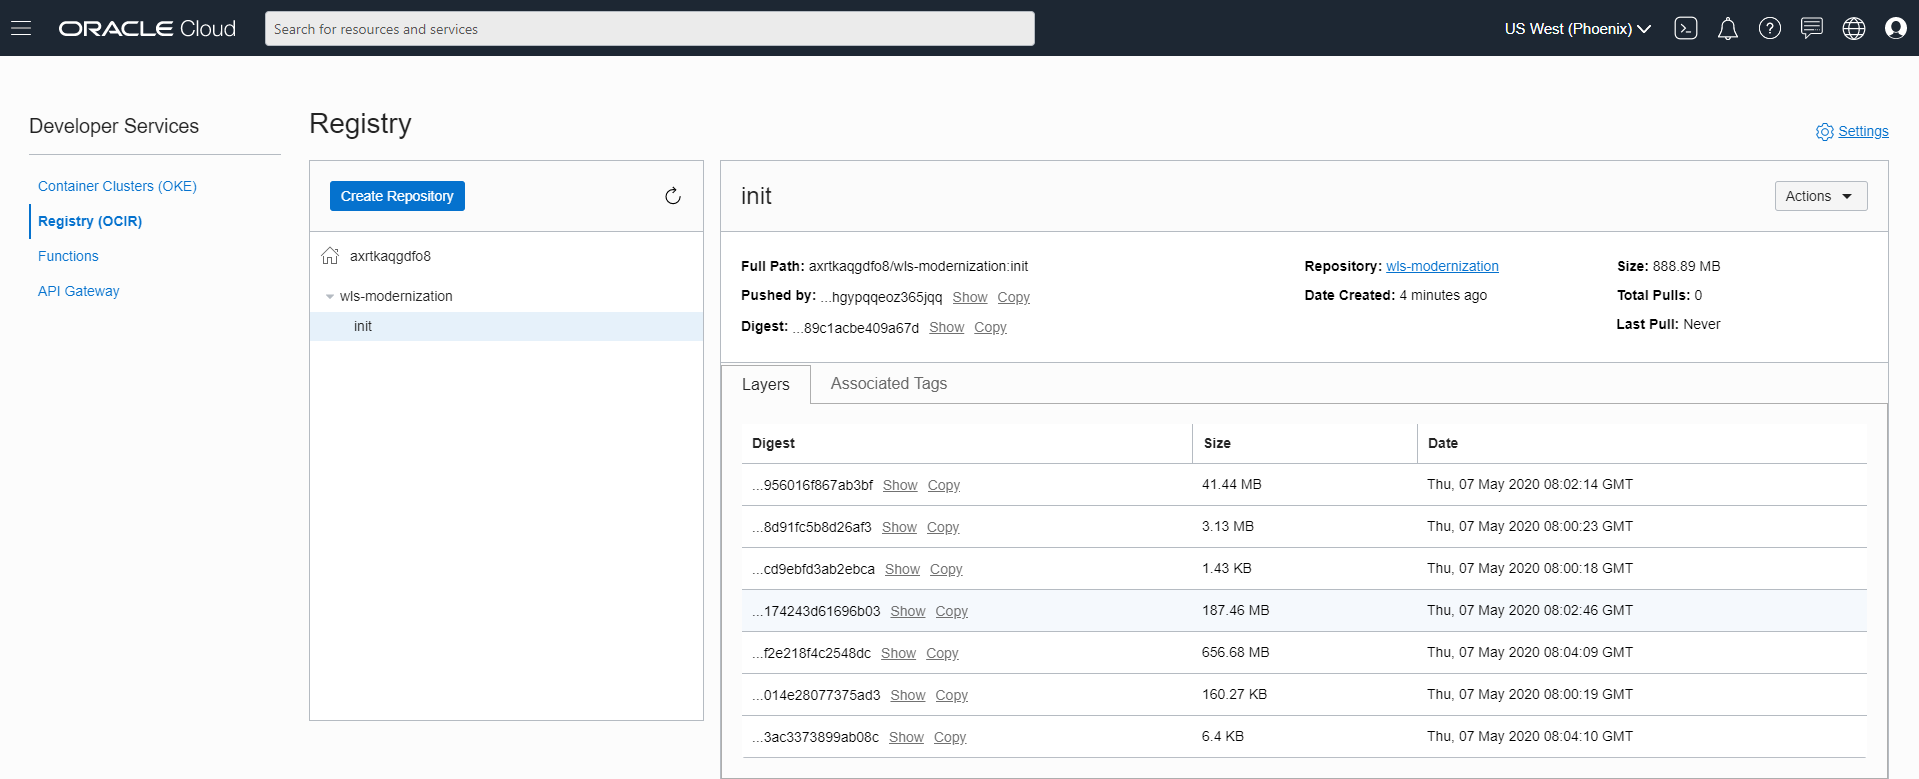 ORACLE Cloud
Search for resources and services
US West (Phoenix)
Developer Services
Container Clusters (OKE)
Registry (OCIR)
Functions
API Gateway
Registry
Settings
Create Repository
axrtkaqgdfo8
wls-modernization
init
init
Actions
Full Path: axrtkaqgdfo8/wls-modernization:init
Pushed by: ...hgypqqeoz365jqq Show Copy
Digest: ...89c1acbe409a67d Show Copy
Repository: wls-modernization
Date Created: 4 minutes ago
Size: 888.89 MB
Total Pulls: 0
Last Pull: Never
Layers Associated Tags
Digest Size Date
...956016f867ab3bf Show Copy 41.44 MB Thu, 07 May 2020 08:02:14 GMT
...8d91fc5b8d26af3 Show Copy 3.13 MB Thu, 07 May 2020 08:00:23 GMT
...cd9ebfd3ab2ebca Show Copy 1.43 KB Thu, 07 May 2020 08:00:18 GMT
...174243d61696b03 Show Copy 187.46 MB Thu, 07 May 2020 08:02:46 GMT
...f2e218f4c2548dc Show Copy 656.68 MB Thu, 07 May 2020 08:04:09 GMT
...014e28077375ad3 Show Copy 160.27 KB Thu, 07 May 2020 08:00:19 GMT
...3ac3373899ab08c Show Copy 6.4 KB Thu, 07 May 2020 08:04:10 GMT